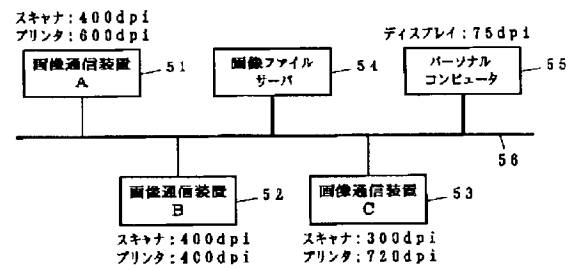 スキャナ:400dpi
プリンタ:600dpi
画像通信装置
A
51
画像ファイル
サーバ
54
ディスプレイ:75dpi
パーソナル
コンピュータ
55
56
画像通信装置
B
52
スキャナ:400dpi
プリンタ:400dpi
画像通信装置
C
53
スキャナ:300dpi
プリンタ:720dpi